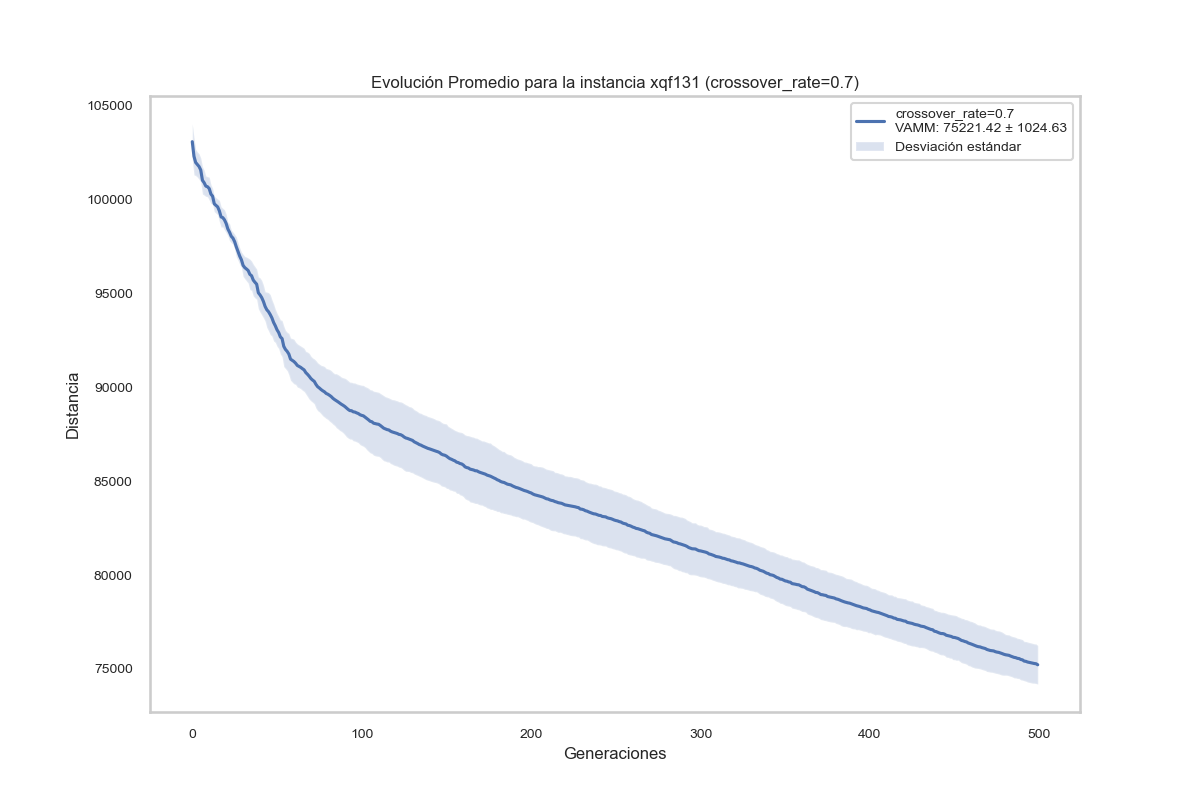 Evolución Promedio para la instancia xqf131 (crossover_rate=0.7)
crossover_rate=0.7
VAMM: 75221.42 ± 1024.63
Desviación estándar
Distancia
105000
100000
95000
90000
85000
80000
75000
0 100 200 300 400 500
Generaciones